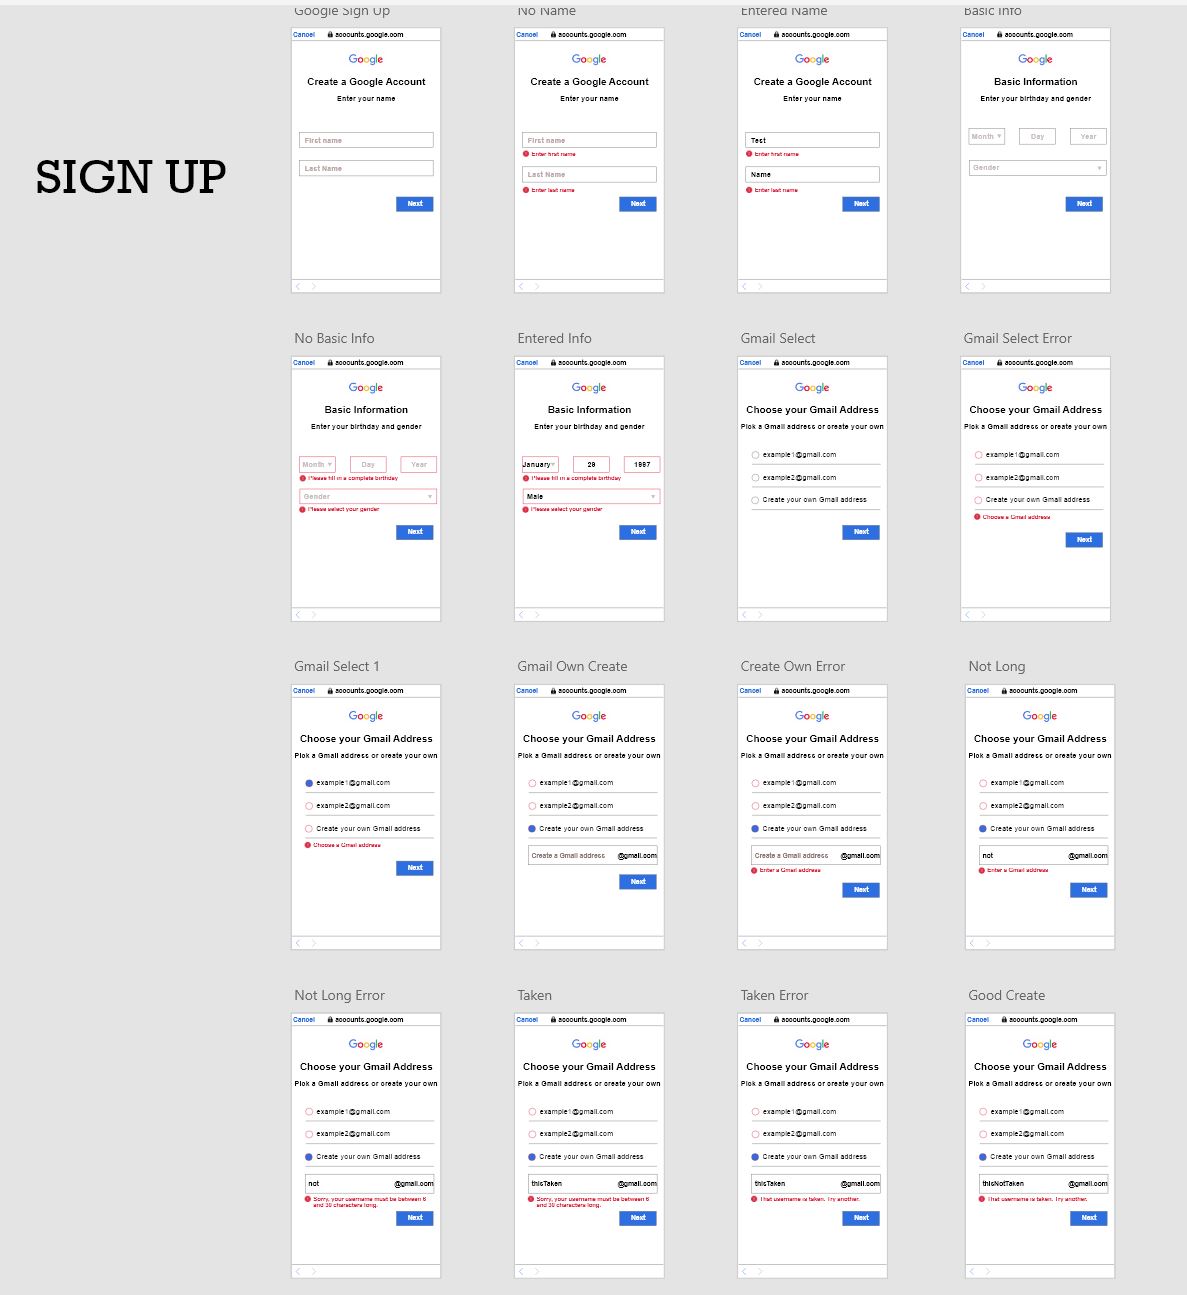 Google Sign Up
No Name
Entered Name
Basic Info
SIGN UP
Cancel accounts.google.com
Google
Create a Google Account
Enter your name
First name
Last Name
Next
Cancel accounts.google.com
Google
Create a Google Account
Enter your name
First name
Enter first name
Last Name
Enter last name
Next
Cancel accounts.google.com
Google
Create a Google Account
Enter your name
Test
Enter first name
Name
Enter last name
Next
Cancel accounts.google.com
Google
Basic Information
Enter your birthday and gender
Month Day Year
Gender
Next
No Basic Info
Entered Info
Gmail Select
Gmail Select Error
Cancel accounts.google.com
Google
Basic Information
Enter your birthday and gender
Month Day Year
Please fill in a complete birthday
Gender
Please select your gender
Next
Cancel accounts.google.com
Google
Basic Information
Enter your birthday and gender
January 29 1997
Please fill in a complete birthday
Male
Please select your gender
Next
Cancel accounts.google.com
Google
Choose your Gmail Address
Pick a Gmail address or create your own
example1@gmail.com
example2@gmail.com
Create your own Gmail address
Next
Cancel accounts.google.com
Google
Choose your Gmail Address
Pick a Gmail address or create your own
example1@gmail.com
example2@gmail.com
Create your own Gmail address
Choose a Gmail address
Next
Gmail Select 1
Gmail Own Create
Create Own Error
Not Long
Cancel accounts.google.com
Google
Choose your Gmail Address
Pick a Gmail address or create your own
example1@gmail.com
example2@gmail.com
Create your own Gmail address
Choose a Gmail address
Next
Cancel accounts.google.com
Google
Choose your Gmail Address
Pick a Gmail address or create your own
example1@gmail.com
example2@gmail.com
Create your own Gmail address
Create a Gmail address @gmail.com
Next
Cancel accounts.google.com
Google
Choose your Gmail Address
Pick a Gmail address or create your own
example1@gmail.com
example2@gmail.com
Create your own Gmail address
Create a Gmail address @gmail.com
Enter a Gmail address
Next
Cancel accounts.google.com
Google
Choose your Gmail Address
Pick a Gmail address or create your own
example1@gmail.com
example2@gmail.com
Create your own Gmail address
not @gmail.com
Enter a Gmail address
Next
Not Long Error
Taken
Taken Error
Good Create
Cancel accounts.google.com
Google
Choose your Gmail Address
Pick a Gmail address or create your own
example1@gmail.com
example2@gmail.com
Create your own Gmail address
not @gmail.com
Sorry, your username must be between 6
and 30 characters long.
Next
Cancel accounts.google.com
Google
Choose your Gmail Address
Pick a Gmail address or create your own
example1@gmail.com
example2@gmail.com
Create your own Gmail address
thisTaken @gmail.com
Sorry, your username must be between 6
and 30 characters long.
Next
Cancel accounts.google.com
Google
Choose your Gmail Address
Pick a Gmail address or create your own
example1@gmail.com
example2@gmail.com
Create your own Gmail address
thisTaken @gmail.com
That username is taken. Try another.
Next
Cancel accounts.google.com
Google
Choose your Gmail Address
Pick a Gmail address or create your own
example1@gmail.com
example2@gmail.com
Create your own Gmail address
thisNotTaken @gmail.com
That username is taken. Try another.
Next